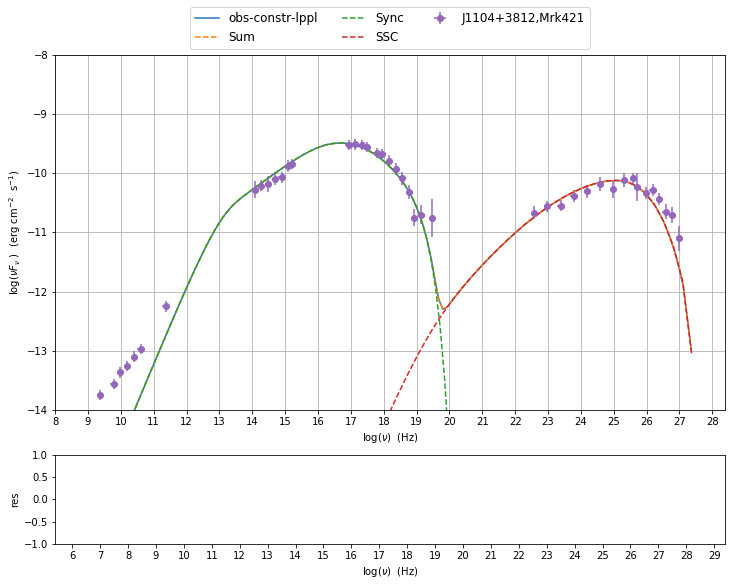 obs-constr-lppl Sync J1104+3812,Mrk421
Sum SSC
−8
−9
−10
−11
−12
−13
−14
log(νFν ) (erg cm−2 s−1)
8 9 10 11 12 13 14 15 16 17 18 19 20 21 22 23 24 25 26 27 28
log(ν) (Hz)
1.0
0.5
0.0
−0.5
−1.0
res
6 7 8 9 10 11 12 13 14 15 16 17 18 19 20 21 22 23 24 25 26 27 28 29
log(ν) (Hz)